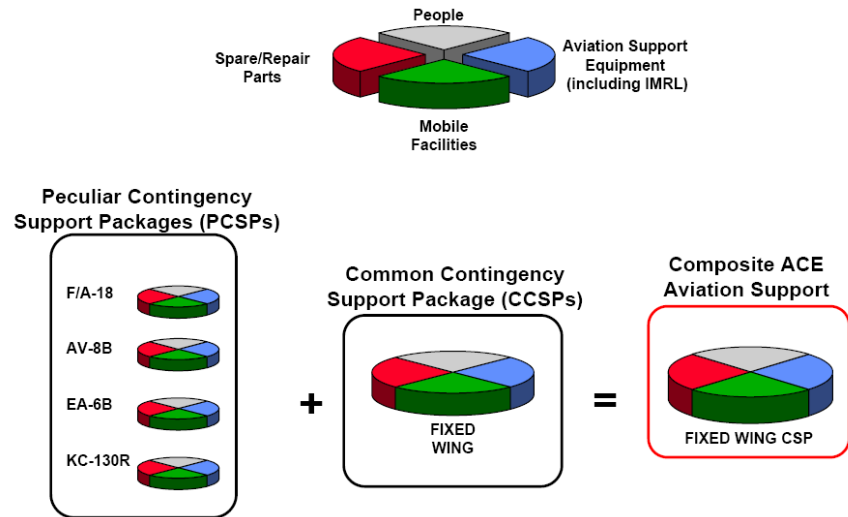 People
Spare/Repair
Parts
Aviation Support
Equipment
(including IMRL)
Mobile
Facilities
Peculiar Contingency
Support Packages (PCSPs)
F/A-18
AV-8B
EA-6B
KC-130R
+
Common Contingency
Support Package (CCSPs)
FIXED
WING
=
Composite ACE
Aviation Support
FIXED WING CSP